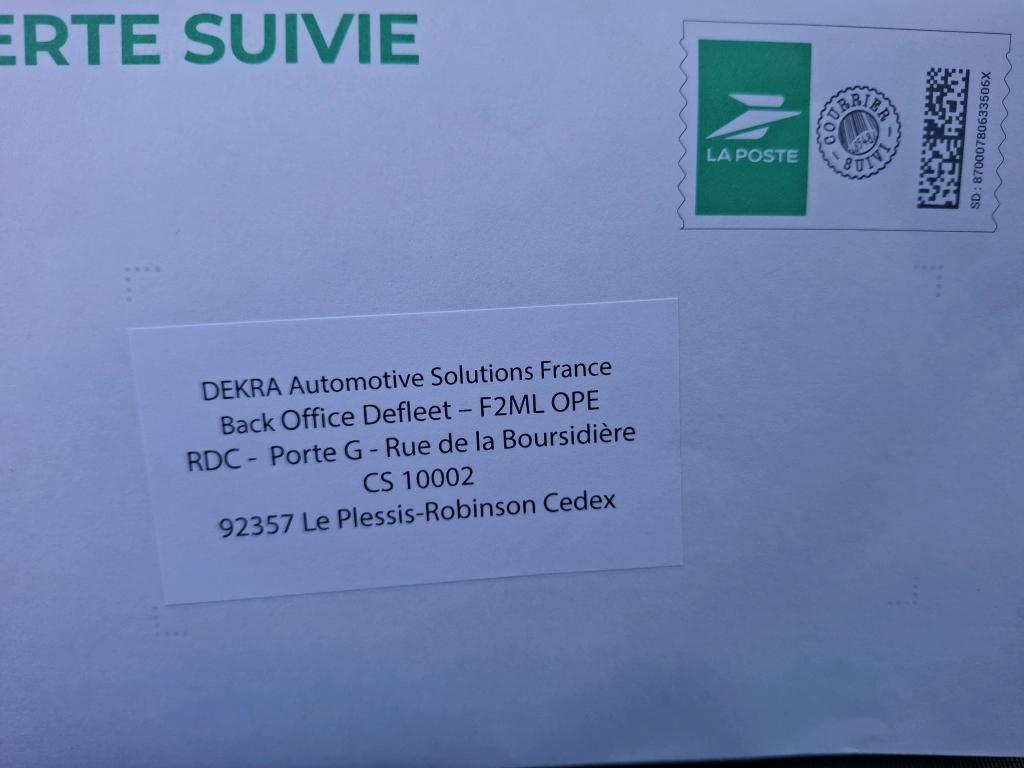 ERTE SUIVIE
LA POSTE
COURRIER
SUIVI
SD : 87000780633506X
DEKRA Automotive Solutions France
Back Office Defleet – F2ML OPE
RDC - Porte G - Rue de la Boursidière
CS 10002
92357 Le Plessis-Robinson Cedex